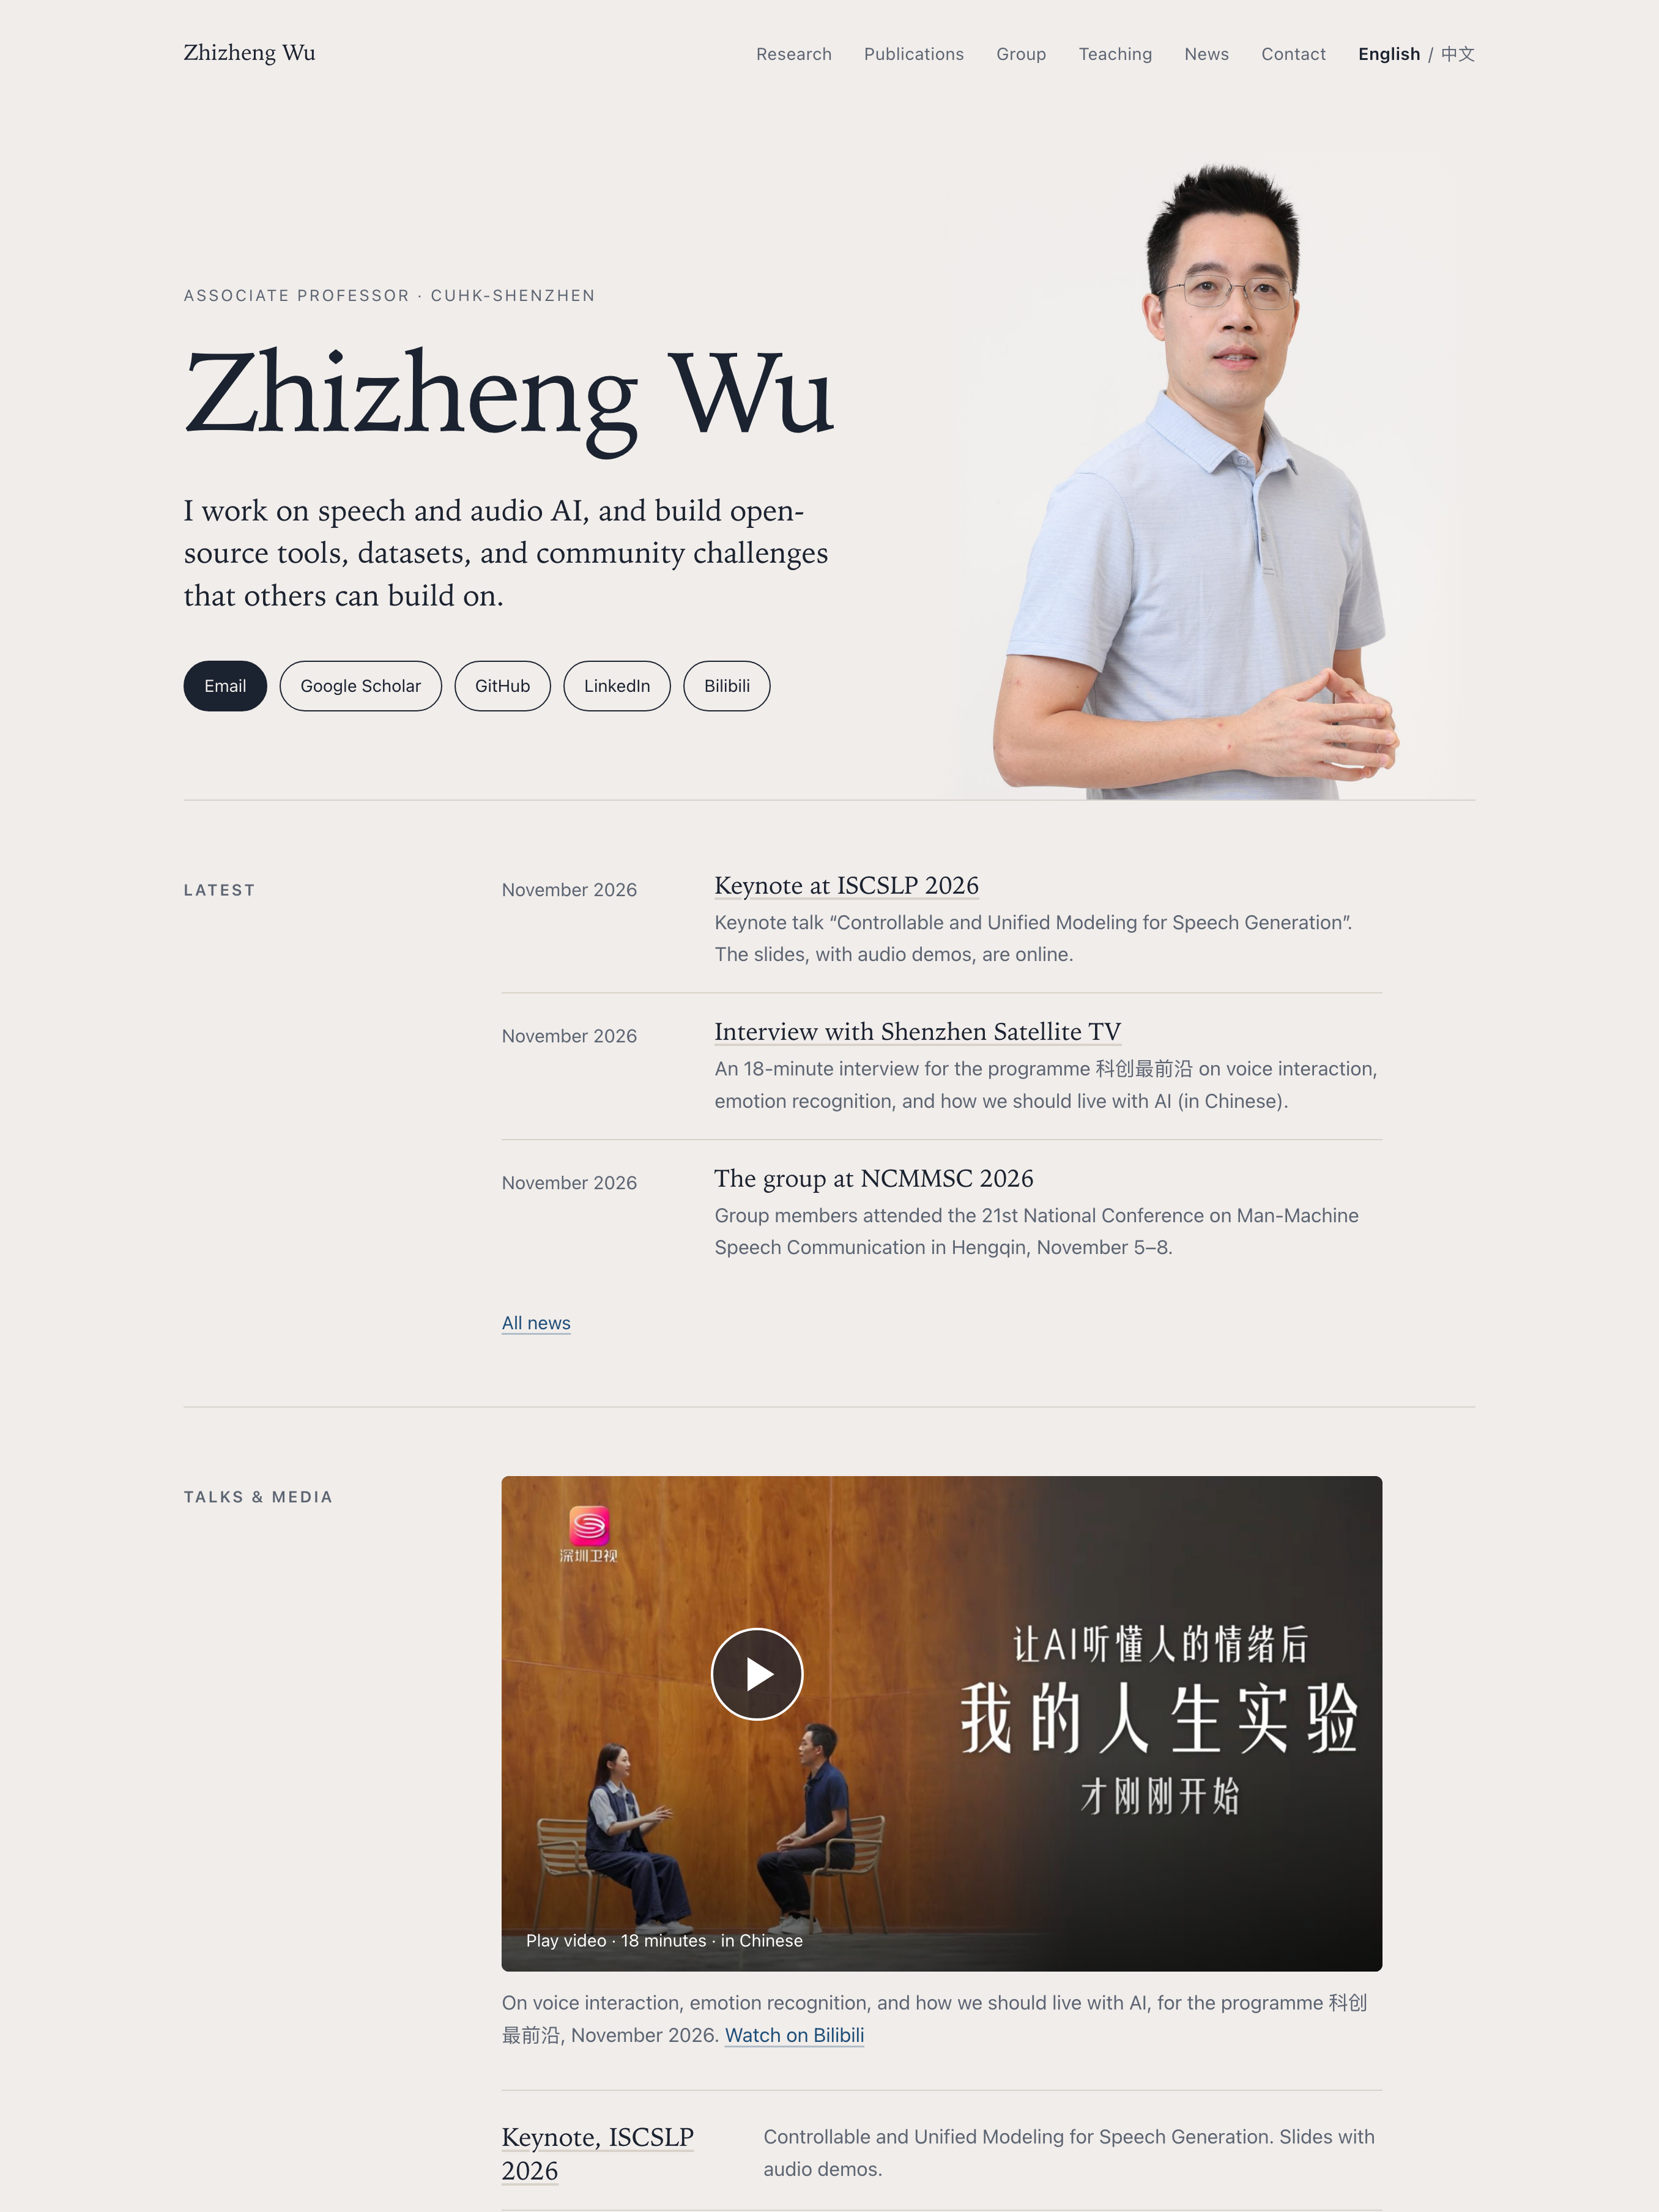 Zhizheng Wu
Research Publications Group Teaching News Contact English / 中文
ASSOCIATE PROFESSOR · CUHK-SHENZHEN
Zhizheng Wu
I work on speech and audio AI, and build open-
source tools, datasets, and community challenges
that others can build on.
Email Google Scholar GitHub LinkedIn Bilibili
LATEST
November 2026
Keynote at ISCSLP 2026
Keynote talk “Controllable and Unified Modeling for Speech Generation”.
The slides, with audio demos, are online.
November 2026
Interview with Shenzhen Satellite TV
An 18-minute interview for the programme 科创最前沿 on voice interaction,
emotion recognition, and how we should live with AI (in Chinese).
November 2026
The group at NCMMSC 2026
Group members attended the 21st National Conference on Man-Machine
Speech Communication in Hengqin, November 5–8.
All news
TALKS & MEDIA
深圳卫视
让AI听懂人的情绪后
我的人生实验
才刚刚开始
Play video · 18 minutes · in Chinese
On voice interaction, emotion recognition, and how we should live with AI, for the programme 科创
最前沿, November 2026. Watch on Bilibili
Keynote, ISCSLP
2026
Controllable and Unified Modeling for Speech Generation. Slides with
audio demos.